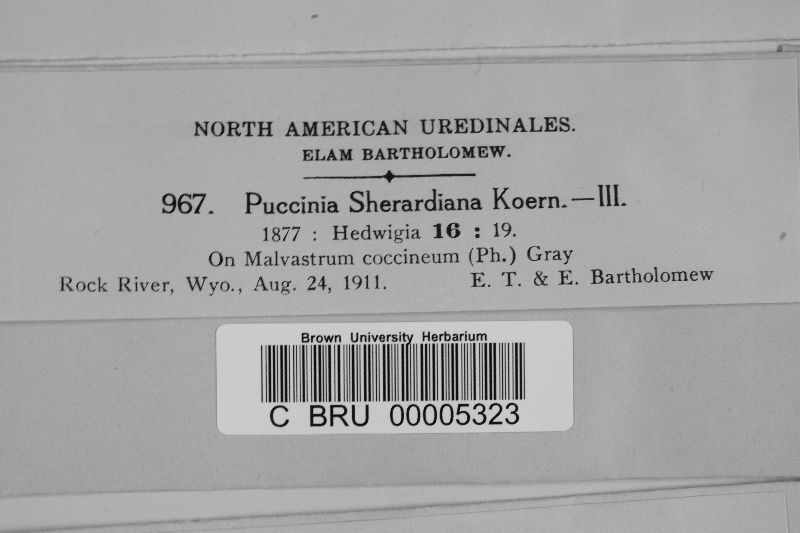 NORTH AMERICAN UREDINALES.
ELAM BARTHOLOMEW.
967. Puccinia Sherardiana Koern.—III.
1877 : Hedwigia 16 : 19.
On Malvastrum coccineum (Ph.) Gray
Rock River, Wyo., Aug. 24, 1911. E. T. & E. Bartholomew
Brown University Herbarium
C BRU 00005323